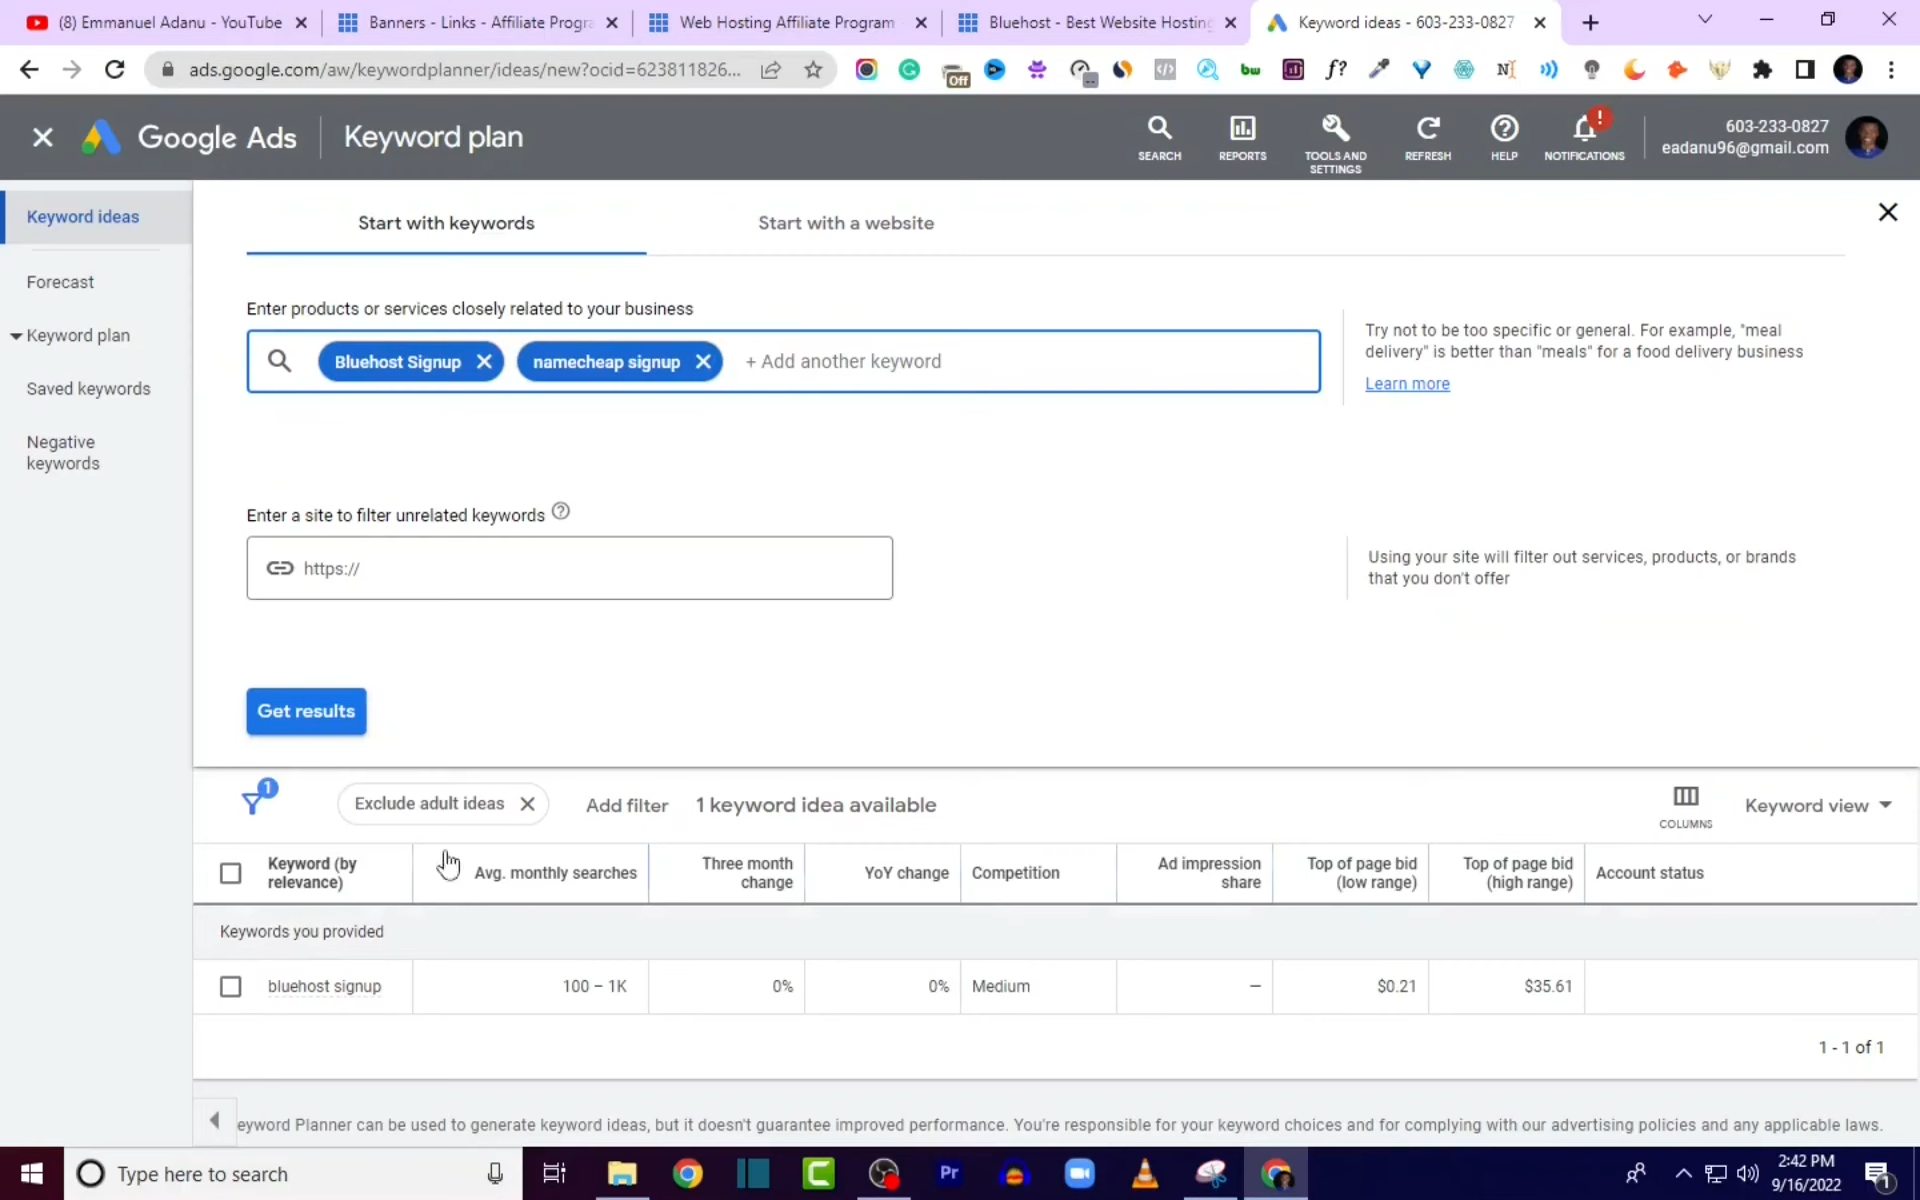 (8) Emmanuel Adanu - YouTube
Banners - Links - Affiliate Progra
Web Hosting Affiliate Program
Bluehost - Best Website Hosting
Keyword ideas - 603-233-0827
ads.google.com/aw/keywordplanner/ideas/new?ocid=623811826...
Off
bw
f?
Google Ads
Keyword plan
SEARCH
REPORTS
TOOLS AND SETTINGS
REFRESH
HELP
!
NOTIFICATIONS
603-233-0827
eadanu96@gmail.com
Keyword ideas
Forecast
Keyword plan
Saved keywords
Negative
keywords
Start with keywords
Start with a website
Enter products or services closely related to your business
Bluehost Signup
namecheap signup
+ Add another keyword
Try not to be too specific or general. For example, "meal
delivery" is better than "meals" for a food delivery business
Learn more
Enter a site to filter unrelated keywords
https://
Using your site will filter out services, products, or brands
that you don't offer
Get results
1
Exclude adult ideas
Add filter
1 keyword idea available
COLUMNS
Keyword view
Keyword (by relevance)
Avg. monthly searches
Three month change
YoY change
Competition
Ad impression share
Top of page bid (low range)
Top of page bid (high range)
Account status
Keywords you provided
bluehost signup
100 – 1K
0%
0%
Medium
–
$0.21
$35.61
1 - 1 of 1
eyword Planner can be used to generate keyword ideas, but it doesn't guarantee improved performance. You're responsible for your keyword choices and for complying with our advertising policies and any applicable laws.
Type here to search
Pr
2:42 PM
9/16/2022
1